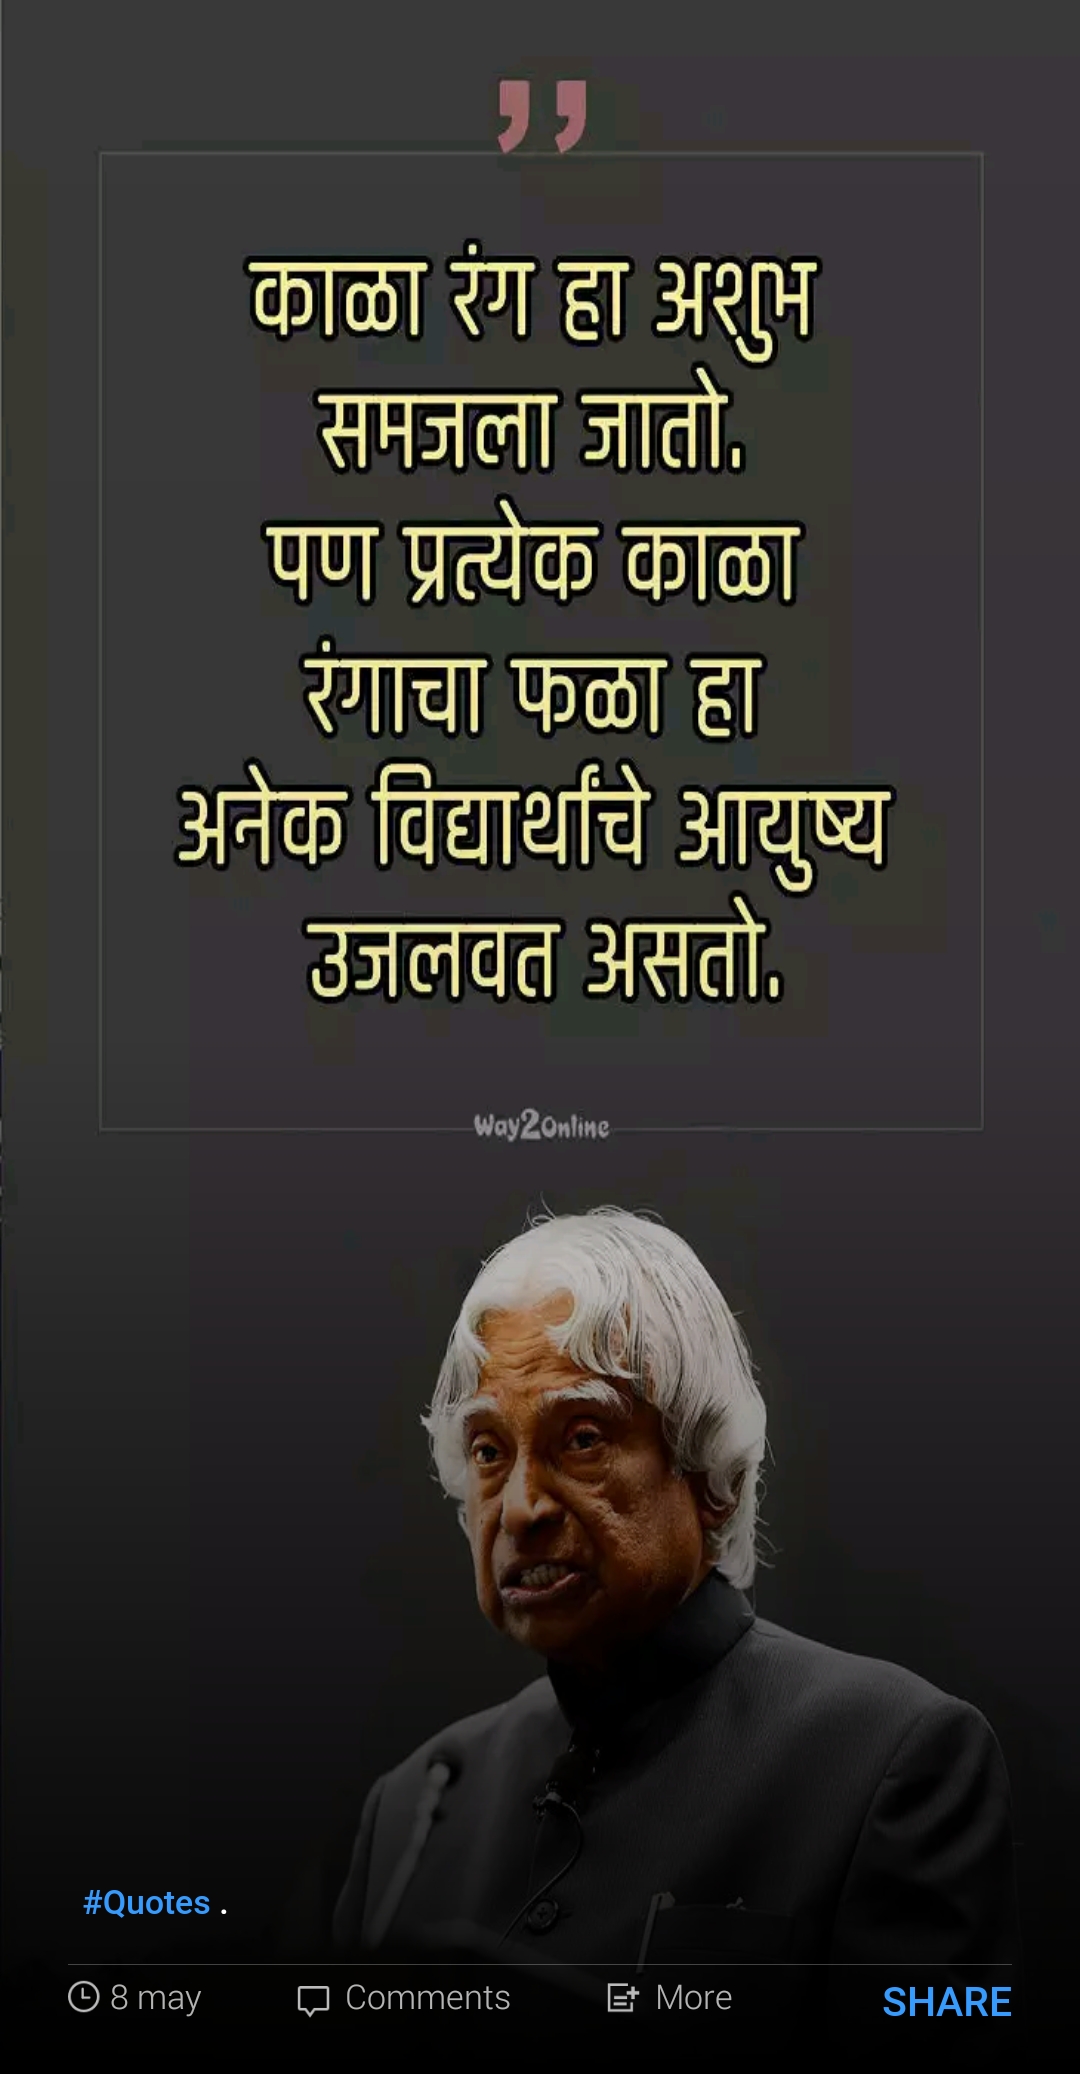 ”
काळा रंग हा अशुभ
समजला जातो.
पण प्रत्येक काळा
रंगाचा फळा हा
अनेक विद्यार्थांचे आयुष्य
उजलवत असतो.
Way2Online
#Quotes .
8 may Comments More SHARE